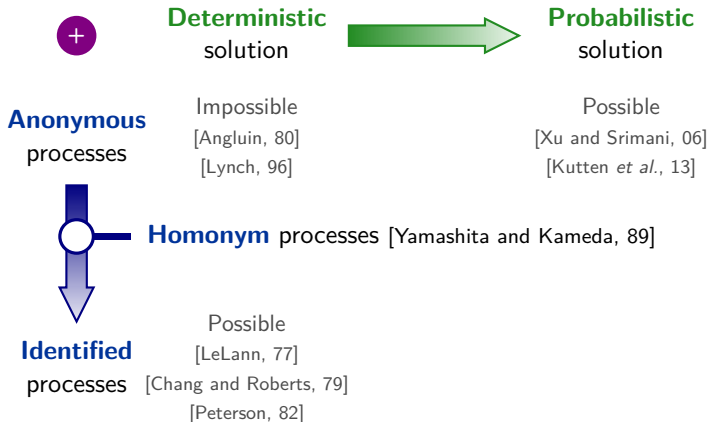 +
Deterministic
solution
Probabilistic
solution
Anonymous
processes
Impossible
[Angluin, 80]
[Lynch, 96]
Possible
[Xu and Srimani, 06]
[Kutten et al., 13]
Homonym processes [Yamashita and Kameda, 89]
Identified
processes
Possible
[LeLann, 77]
[Chang and Roberts, 79]
[Peterson, 82]